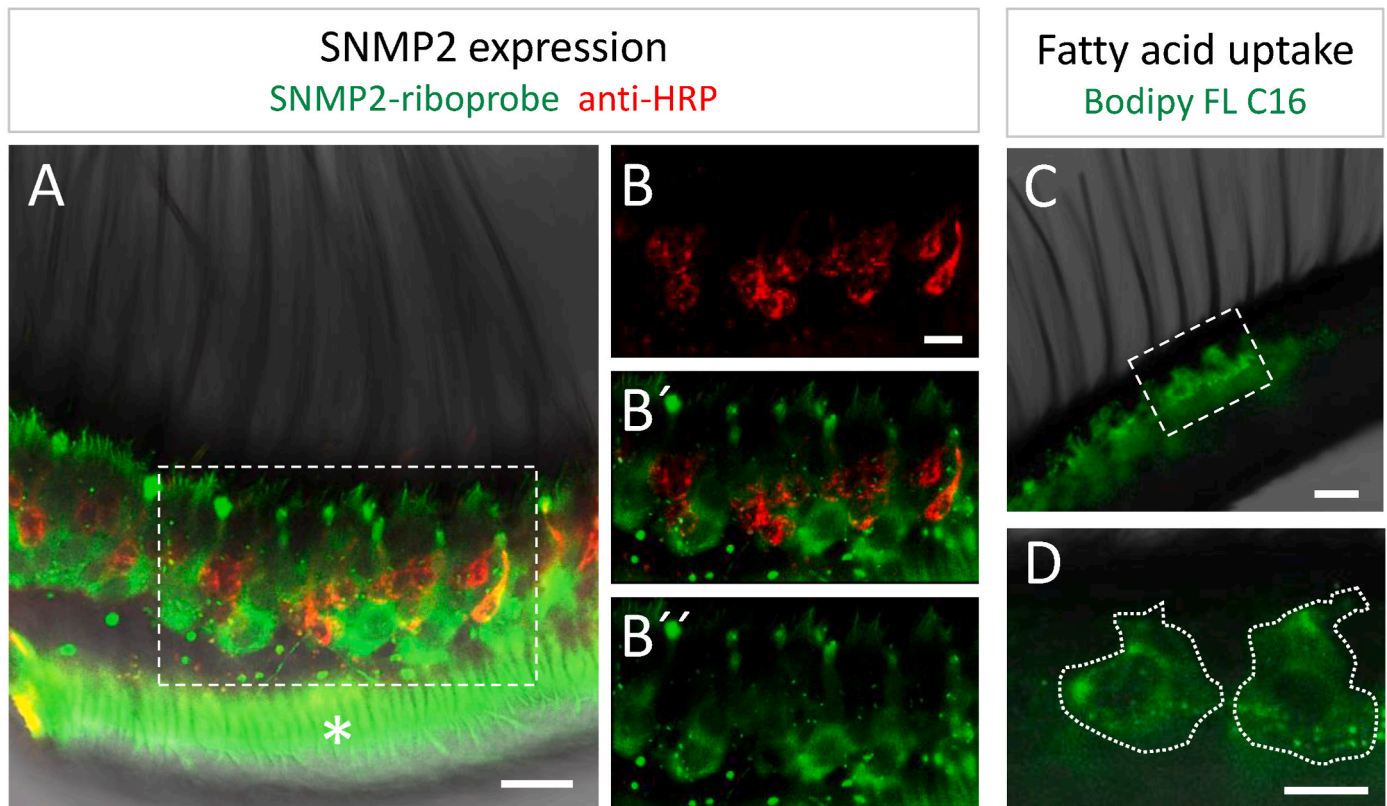 SNMP2 expression
SNMP2-riboprobe anti-HRP
Fatty acid uptake
Bodipy FL C16
A
B
B´
B´´
C
D
*